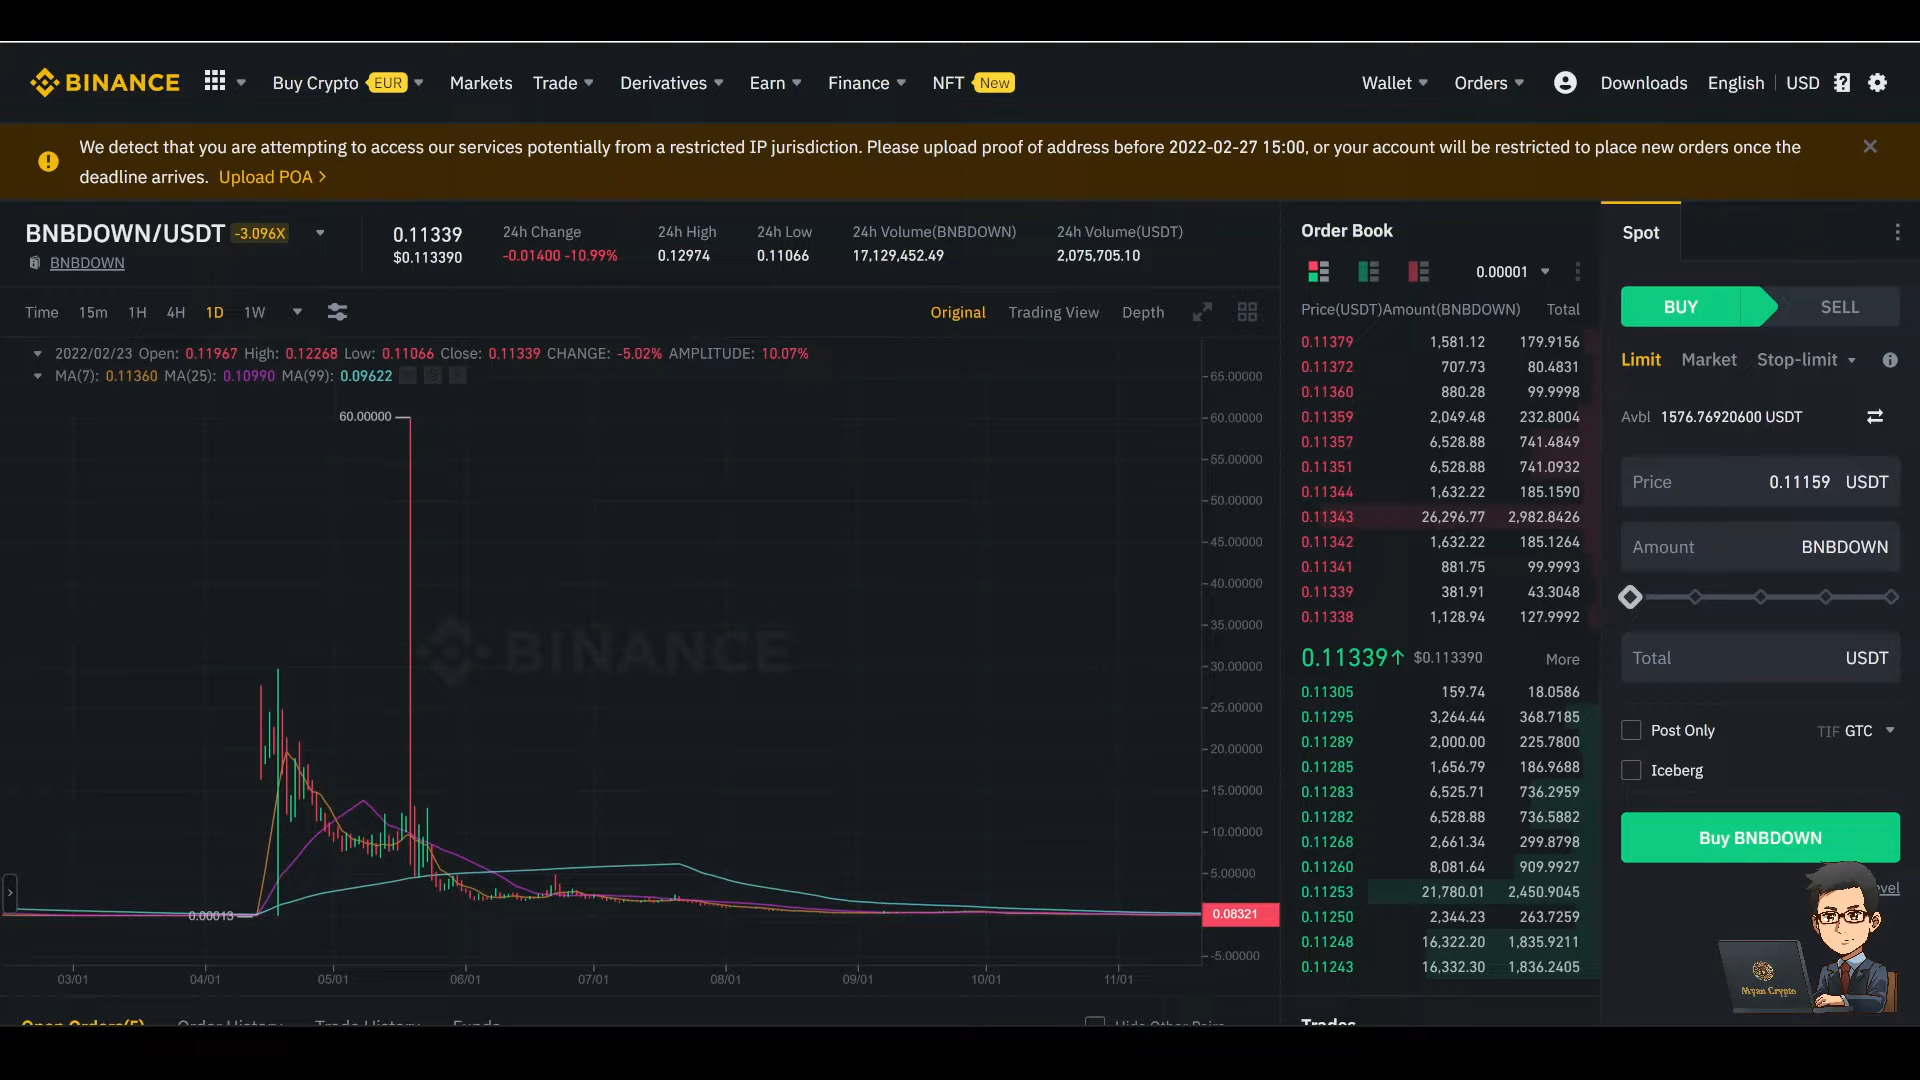 BINANCE
Buy Crypto EUR Markets Trade Derivatives Earn Finance NFT New Wallet Orders Downloads English USD
We detect that you are attempting to access our services potentially from a restricted IP jurisdiction. Please upload proof of address before 2022-02-27 15:00, or your account will be restricted to place new orders once the
deadline arrives. Upload POA
BNBDOWN/USDT -3.096X
BNBDOWN
0.11339
$0.113390
24h Change
-0.01400 -10.99%
24h High
0.12974
24h Low
0.11066
24h Volume(BNBDOWN)
17,129,452.49
24h Volume(USDT)
2,075,705.10
Time 15m 1H 4H 1D 1W
Original Trading View Depth
2022/02/23 Open: 0.11967 High: 0.12268 Low: 0.11066 Close: 0.11339 CHANGE: -5.02% AMPLITUDE: 10.07%
MA(7): 0.11360 MA(25): 0.10990 MA(99): 0.09622
60.00000
0.00013
BINANCE
65.00000
60.00000
55.00000
50.00000
45.00000
40.00000
35.00000
30.00000
25.00000
20.00000
15.00000
10.00000
5.00000
0.08321
-5.00000
03/01 04/01 05/01 06/01 07/01 08/01 09/01 10/01 11/01
Open Orders(5) Order History Trade History Funds
Hide Other Pairs
Order Book
0.00001
Price(USDT) Amount(BNBDOWN) Total
0.11379 1,581.12 179.9156
0.11372 707.73 80.4831
0.11360 880.28 99.9998
0.11359 2,049.48 232.8004
0.11357 6,528.88 741.4849
0.11351 6,528.88 741.0932
0.11344 1,632.22 185.1590
0.11343 26,296.77 2,982.8426
0.11342 1,632.22 185.1264
0.11341 881.75 99.9993
0.11339 381.91 43.3048
0.11338 1,128.94 127.9992
0.11339↑ $0.113390 More
0.11305 159.74 18.0586
0.11295 3,264.44 368.7185
0.11289 2,000.00 225.7800
0.11285 1,656.79 186.9688
0.11283 6,525.71 736.2959
0.11282 6,528.88 736.5882
0.11268 2,661.34 299.8798
0.11260 8,081.64 909.9927
0.11253 21,780.01 2,450.9045
0.11250 2,344.23 263.7259
0.11248 16,322.20 1,835.9211
0.11243 16,332.30 1,836.2405
Trades
Spot
BUY SELL
Limit Market Stop-limit
Avbl 1576.76920600 USDT
Price 0.11159 USDT
Amount BNBDOWN
Total USDT
Post Only TIF GTC
Iceberg
Buy BNBDOWN
Myan Crypto